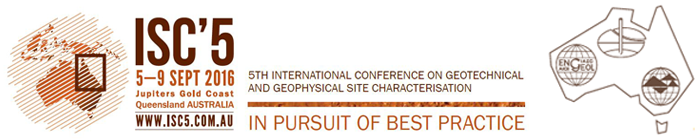 ISC'5
5–9 SEPT 2016
Jupiters Gold Coast
Queensland AUSTRALIA
WWW.ISC5.COM.AU
5TH INTERNATIONAL CONFERENCE ON GEOTECHNICAL
AND GEOPHYSICAL SITE CHARACTERISATION
IN PURSUIT OF BEST PRACTICE